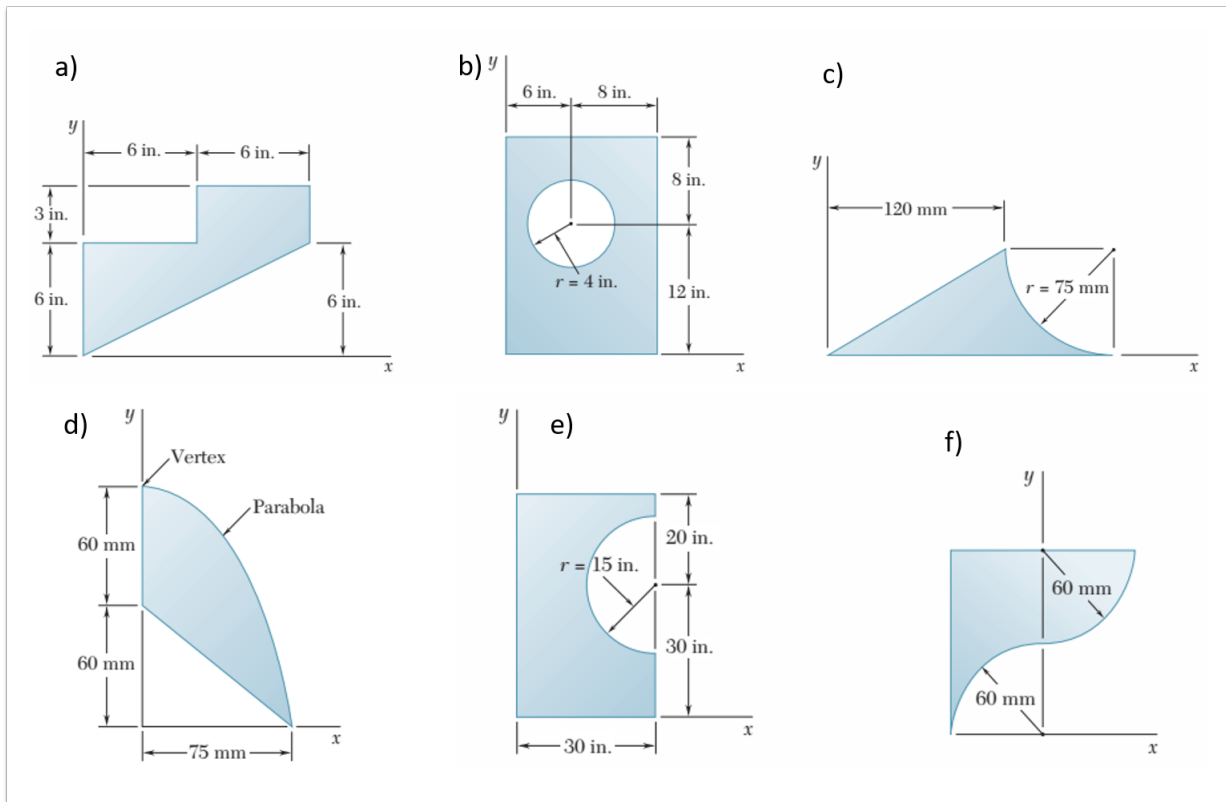 a)
y
6 in.
6 in.
3 in.
6 in.
6 in.
x
b)
y
6 in.
8 in.
8 in.
r = 4 in.
12 in.
x
c)
y
120 mm
r = 75 mm
x
d)
y
Vertex
Parabola
60 mm
60 mm
75 mm
x
e)
y
20 in.
r = 15 in.
30 in.
30 in.
x
f)
y
60 mm
60 mm
x